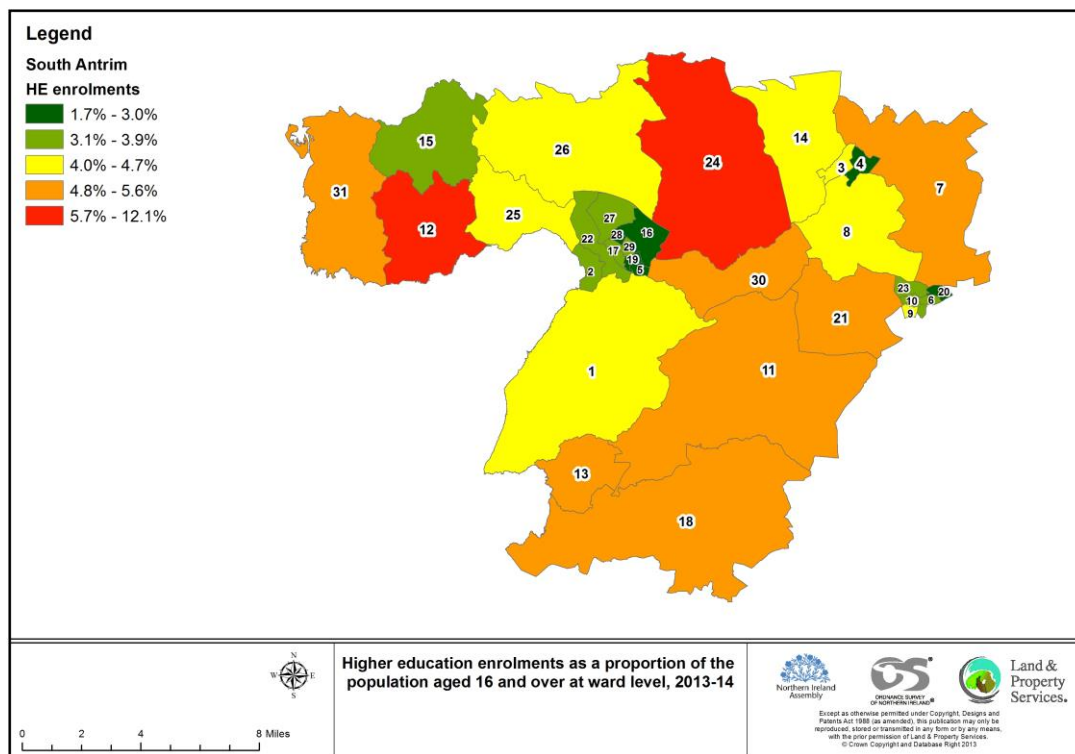 Legend
South Antrim
HE enrolments
1.7% - 3.0%
3.1% - 3.9%
4.0% - 4.7%
4.8% - 5.6%
5.7% - 12.1%
15
26
24
14
3
4
7
31
12
25
27
16
28
22
17
29
19
2
5
8
30
23
20
10
6
9
21
1
11
13
18
N
W
E
S
0 2 4 8 Miles
Higher education enrolments as a proportion of the
population aged 16 and over at ward level, 2013-14
Northern Ireland
Assembly
OS®
ORDNANCE SURVEY
OF NORTHERN IRELAND®
Land &
Property
Services.
Except as otherwise permitted under Copyright, Designs and
Patents Act 1988 (as amended), this publication may only be
reproduced, stored or transmitted in any form or by any means,
with the prior permission of Land & Property Services.
© Crown Copyright and Database Right 2013